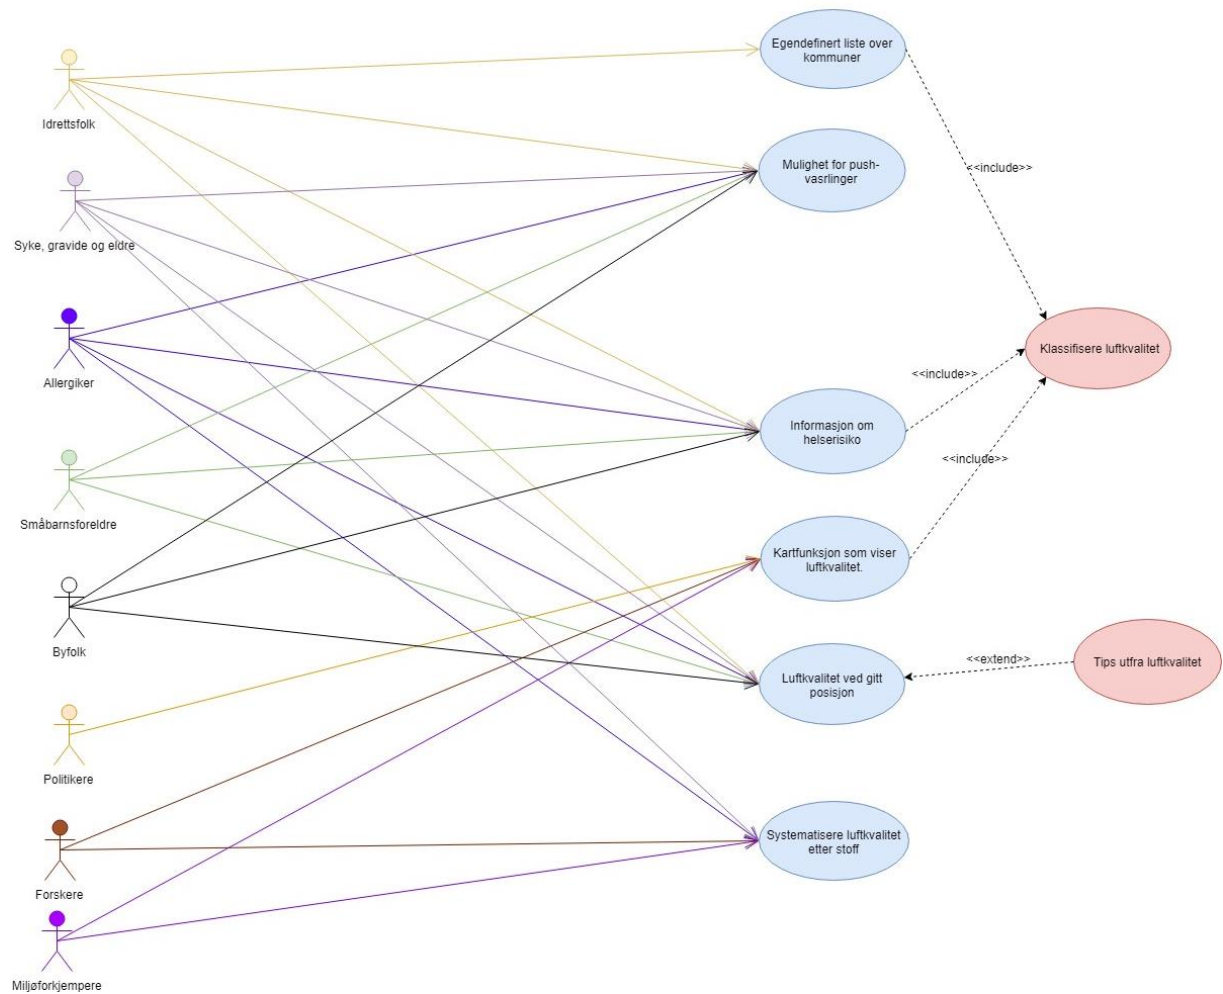 Idrettsfolk
Syke, gravide og eldre
Allergiker
Småbarnsforeldre
Byfolk
Politikere
Forskere
Miljøforkjempere
Egendefinert liste over
kommuner
Mulighet for push-
vasrlinger
Informasjon om
helserisiko
Kartfunksjon som viser
luftkvalitet.
Luftkvalitet ved gitt
posisjon
Systematisere luftkvalitet
etter stoff
<<include>>
<<include>>
<<include>>
<<extend>>
Klassifisere luftkvalitet
Tips utfra luftkvalitet